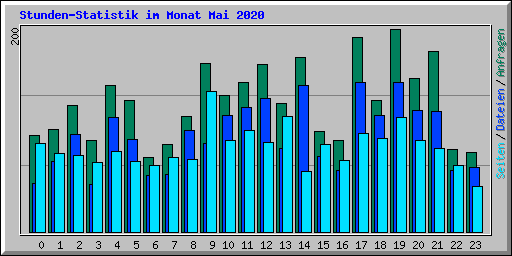 Stunden-Statistik im Monat Mai 2020
200
Seiten/Dateien/Anfragen
0 1 2 3 4 5 6 7 8 9 10 11 12 13 14 15 16 17 18 19 20 21 22 23